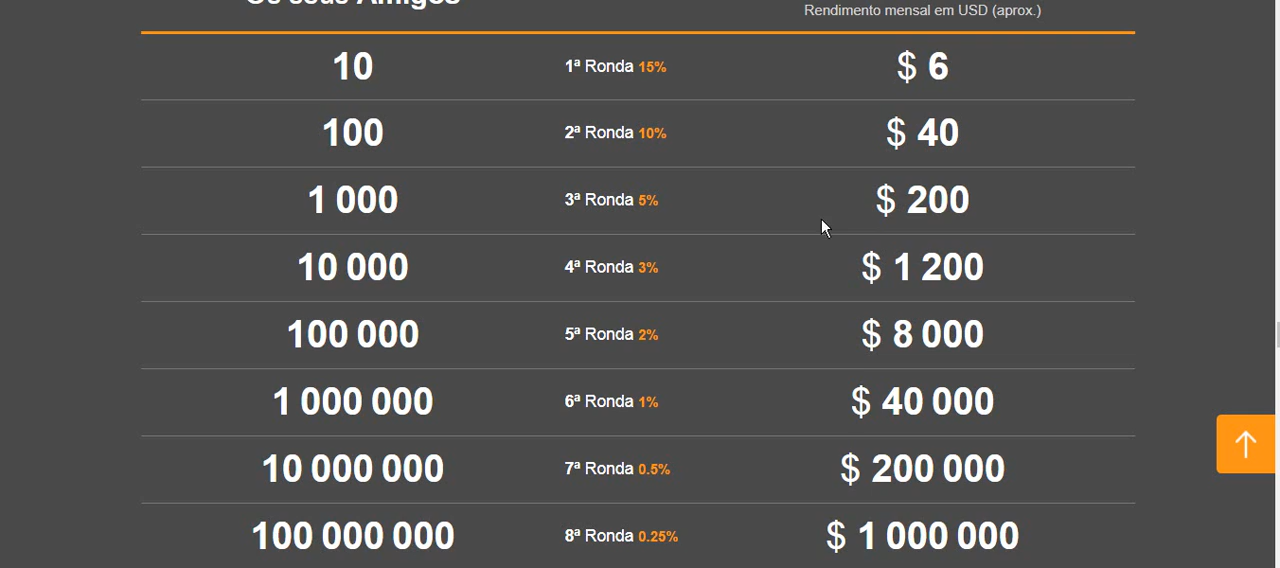 Os seus Amigos
Rendimento mensal em USD (aprox.)
10 1ª Ronda 15% $ 6
100 2ª Ronda 10% $ 40
1 000 3ª Ronda 5% $ 200
10 000 4ª Ronda 3% $ 1 200
100 000 5ª Ronda 2% $ 8 000
1 000 000 6ª Ronda 1% $ 40 000
10 000 000 7ª Ronda 0.5% $ 200 000
100 000 000 8ª Ronda 0.25% $ 1 000 000